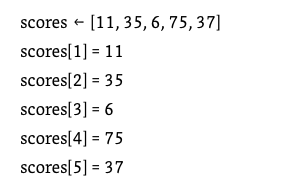 scores ← [11, 35, 6, 75, 37]
scores[1] = 11
scores[2] = 35
scores[3] = 6
scores[4] = 75
scores[5] = 37